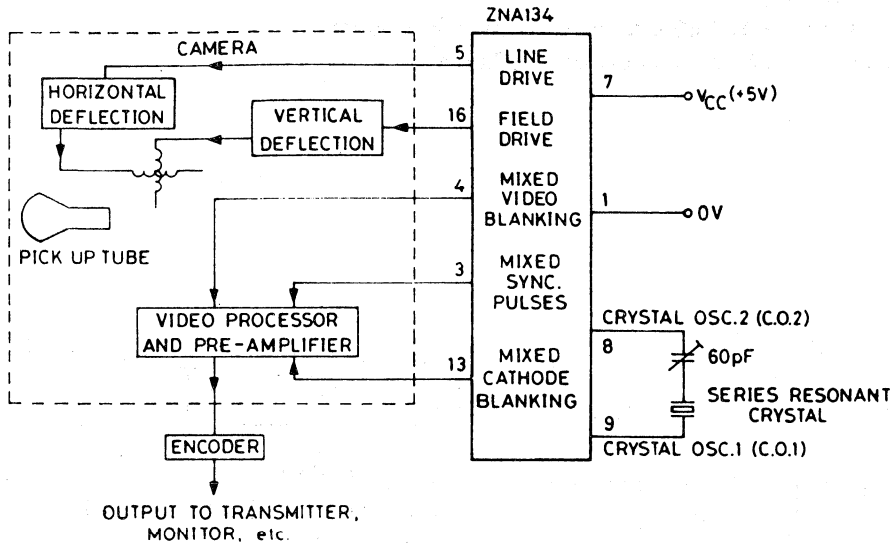 ZNA134
CAMERA
HORIZONTAL
DEFLECTION
VERTICAL
DEFLECTION
PICK UP TUBE
VIDEO PROCESSOR
AND PRE-AMPLIFIER
ENCODER
OUTPUT TO TRANSMITTER,
MONITOR, etc.
5
16
4
3
13
LINE
DRIVE
FIELD
DRIVE
MIXED
VIDEO
BLANKING
MIXED
SYNC.
PULSES
MIXED
CATHODE
BLANKING
7
VCC (+5V)
1
0V
CRYSTAL OSC.2 (C.O.2)
8
60pF
SERIES RESONANT
CRYSTAL
9
CRYSTAL OSC.1 (C.O.1)